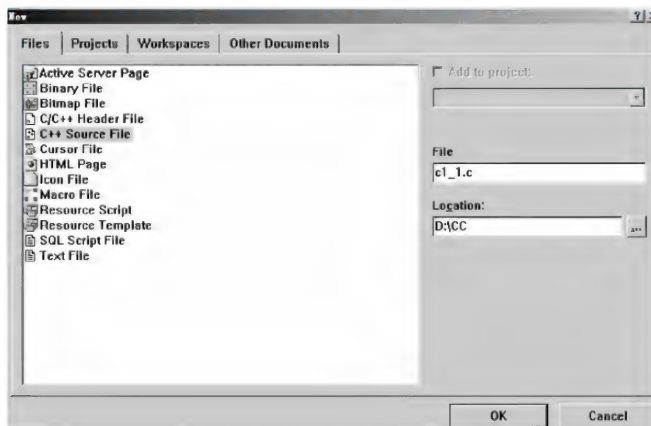 New
Files Projects Workspaces Other Documents
Active Server Page
Binary File
Bitmap File
C/C++ Header File
C++ Source File
Cursor File
HTML Page
Icon File
Macro File
Resource Script
Resource Template
SQL Script File
Text File
Add to project:
File
c1_1.c
Location:
D:\CC
...
OK Cancel